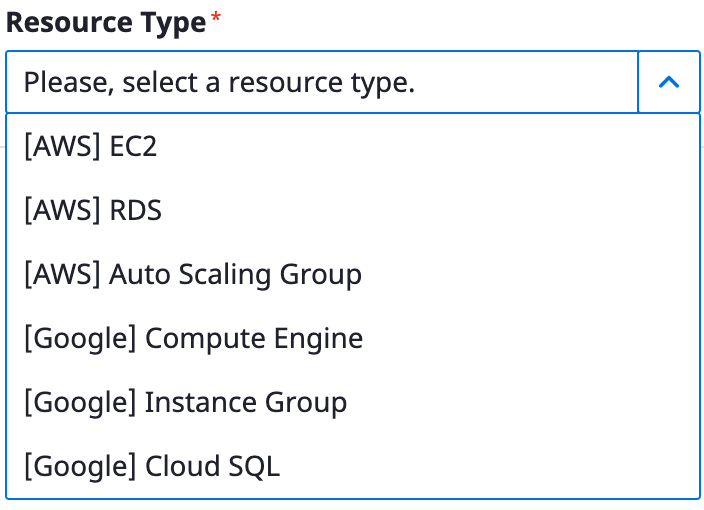 Resource Type *
Please, select a resource type.
[AWS] EC2
[AWS] RDS
[AWS] Auto Scaling Group
[Google] Compute Engine
[Google] Instance Group
[Google] Cloud SQL